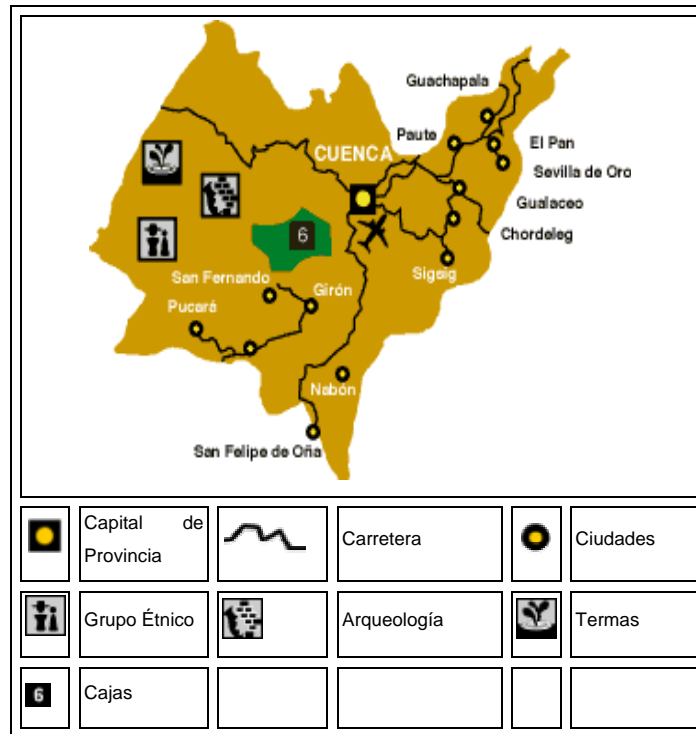 Guachapala
Paute
El Pan
CUENCA
Sevilla de Oro
Gualaceo
6
Chordeleg
San Fernando
Girón
Sigsig
Pucará
Nabón
San Felipe de Oña
Capital de
Provincia
Carretera
Ciudades
Grupo Étnico
Arqueología
Termas
6
Cajas